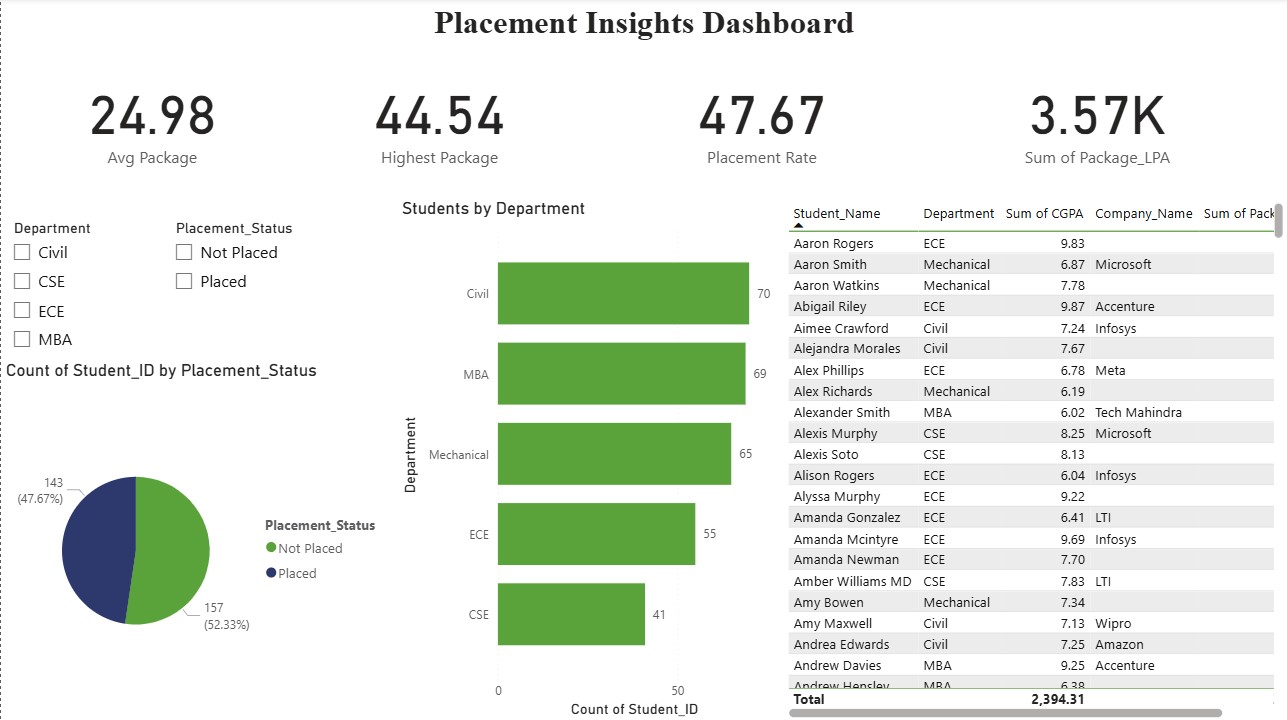 Placement Insights Dashboard
24.98
Avg Package
44.54
Highest Package
47.67
Placement Rate
3.57K
Sum of Package_LPA
Department
Civil
CSE
ECE
MBA
Placement_Status
Not Placed
Placed
Count of Student_ID by Placement_Status
143
(47.67%)
157
(52.33%)
Placement_Status
Not Placed
Placed
Students by Department
Department
Civil 70
MBA 69
Mechanical 65
ECE 55
CSE 41
0 50
Count of Student_ID
Student_Name Department Sum of CGPA Company_Name Sum of Pack
Aaron Rogers ECE 9.83
Aaron Smith Mechanical 6.87 Microsoft
Aaron Watkins Mechanical 7.78
Abigail Riley ECE 9.87 Accenture
Aimee Crawford Civil 7.24 Infosys
Alejandra Morales Civil 7.67
Alex Phillips ECE 6.78 Meta
Alex Richards Mechanical 6.19
Alexander Smith MBA 6.02 Tech Mahindra
Alexis Murphy CSE 8.25 Microsoft
Alexis Soto CSE 8.13
Alison Rogers ECE 6.04 Infosys
Alyssa Murphy ECE 9.22
Amanda Gonzalez ECE 6.41 LTI
Amanda Mcintyre ECE 9.69 Infosys
Amanda Newman ECE 7.70
Amber Williams MD CSE 7.83 LTI
Amy Bowen Mechanical 7.34
Amy Maxwell Civil 7.13 Wipro
Andrea Edwards Civil 7.25 Amazon
Andrew Davies MBA 9.25 Accenture
Andrew Hensley MBA 6.38
Total 2,394.31